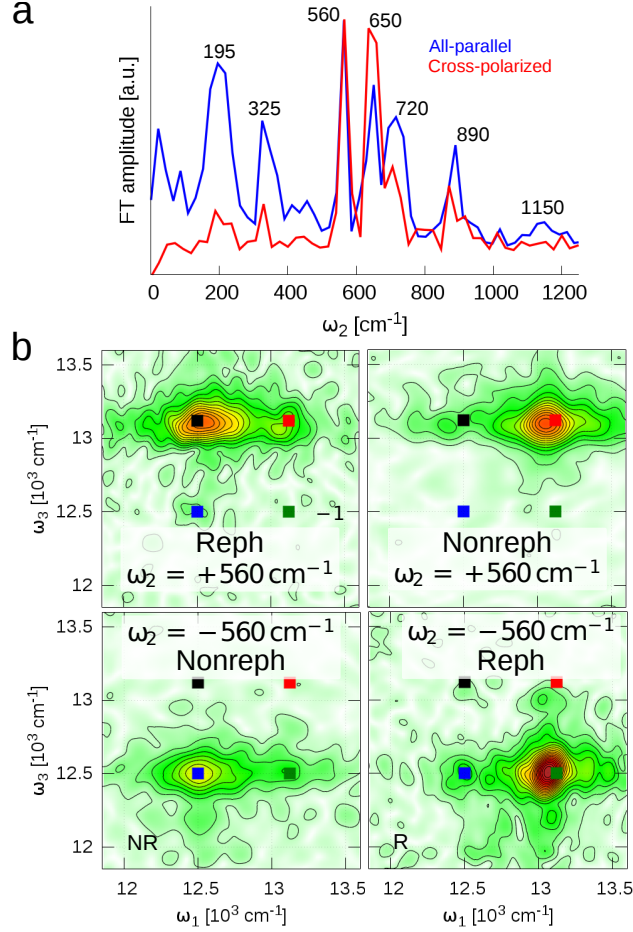 a
FT amplitude [a.u.]
195
325
560
650
720
890
1150
All-parallel
Cross-polarized
0 200 400 600 800 1000 1200
ω₂ [cm⁻¹]
b
13.5
13
12.5
12
ω₃ [10³ cm⁻¹]
−1
Reph
ω₂ = +560 cm⁻¹
Nonreph
ω₂ = +560 cm⁻¹
13.5
13
12.5
12
ω₃ [10³ cm⁻¹]
ω₂ = −560 cm⁻¹
Nonreph
NR
ω₂ = −560 cm⁻¹
Reph
R
12 12.5 13 13.5
12 12.5 13 13.5
ω₁ [10³ cm⁻¹]
ω₁ [10³ cm⁻¹]